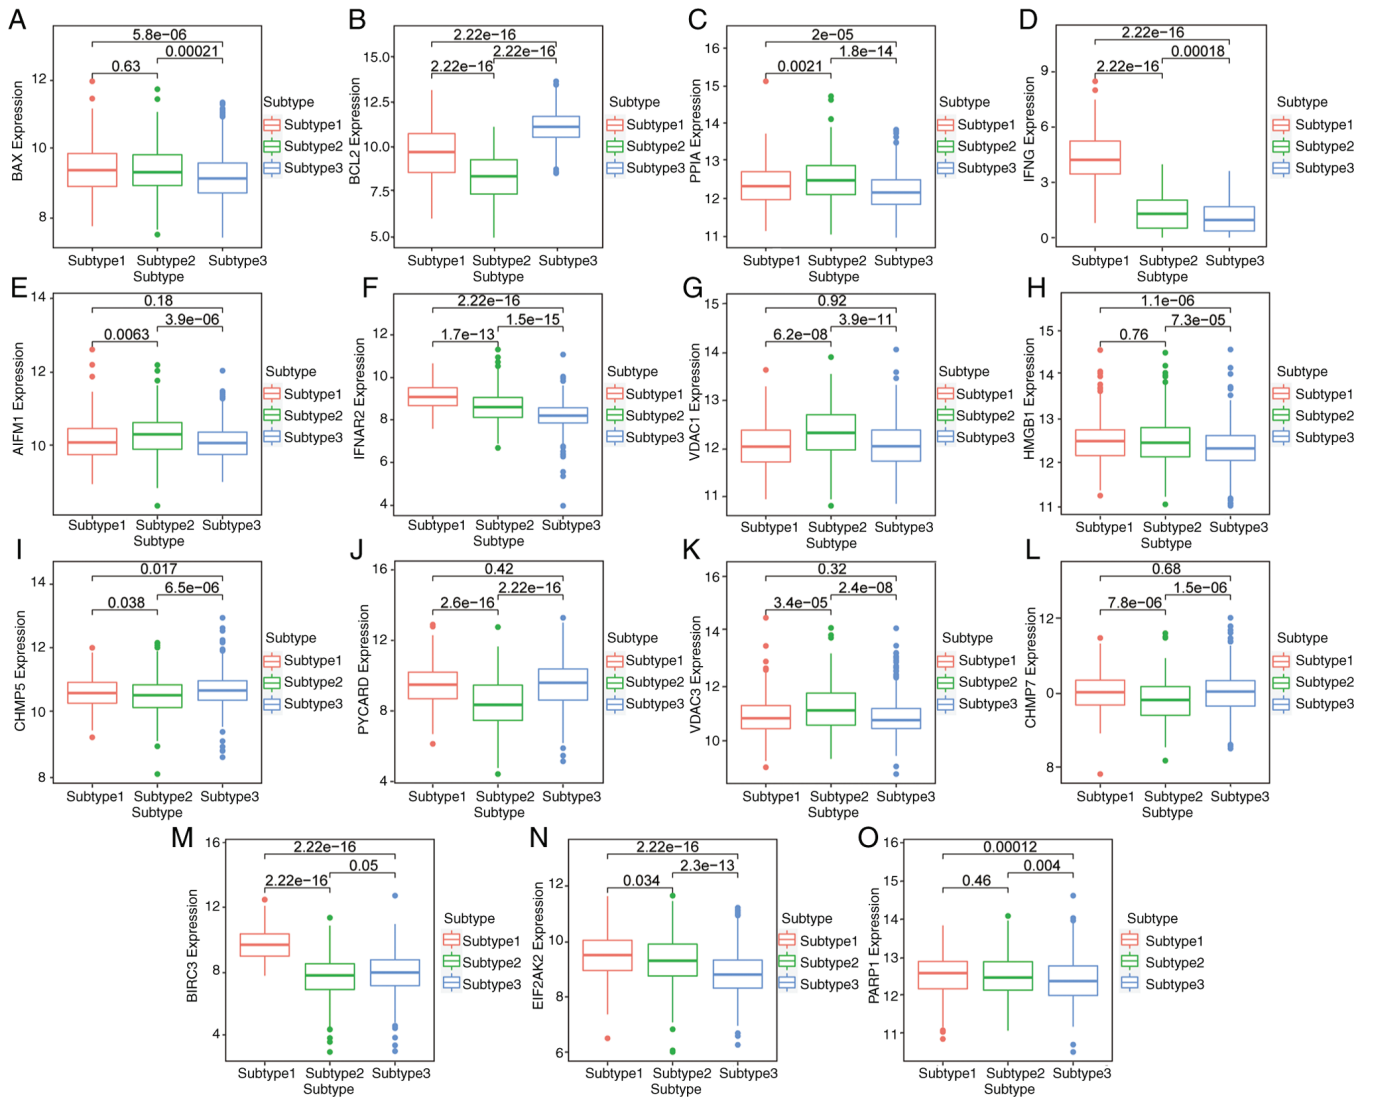 A
BAX Expression
12
10
8
5.8e-06
0.00021
0.63
Subtype1
Subtype2
Subtype3
Subtype
Subtype
Subtype1
Subtype2
Subtype3
B
BCL2 Expression
15.0
12.5
10.0
7.5
5.0
2.22e-16
2.22e-16
2.22e-16
Subtype1
Subtype2
Subtype3
Subtype
Subtype
Subtype1
Subtype2
Subtype3
C
PPIA Expression
16
15
14
13
12
11
2e-05
1.8e-14
0.0021
Subtype1
Subtype2
Subtype3
Subtype
Subtype
Subtype1
Subtype2
Subtype3
D
IFNG Expression
9
6
3
0
2.22e-16
0.00018
2.22e-16
Subtype1
Subtype2
Subtype3
Subtype
Subtype
Subtype1
Subtype2
Subtype3
E
AIFM1 Expression
14
12
10
0.18
3.9e-06
0.0063
Subtype1
Subtype2
Subtype3
Subtype
Subtype
Subtype1
Subtype2
Subtype3
F
IFNAR2 Expression
12
10
8
6
4
2.22e-16
1.5e-15
1.7e-13
Subtype1
Subtype2
Subtype3
Subtype
Subtype
Subtype1
Subtype2
Subtype3
G
VDAC1 Expression
15
14
13
12
11
0.92
3.9e-11
6.2e-08
Subtype1
Subtype2
Subtype3
Subtype
Subtype
Subtype1
Subtype2
Subtype3
H
HMGB1 Expression
15
14
13
12
11
1.1e-06
7.3e-05
0.76
Subtype1
Subtype2
Subtype3
Subtype
Subtype
Subtype1
Subtype2
Subtype3
I
CHMP5 Expression
14
12
10
8
0.017
6.5e-06
0.038
Subtype1
Subtype2
Subtype3
Subtype
Subtype
Subtype1
Subtype2
Subtype3
J
PYCARD Expression
16
12
8
4
0.42
2.22e-16
2.6e-16
Subtype1
Subtype2
Subtype3
Subtype
Subtype
Subtype1
Subtype2
Subtype3
K
VDAC3 Expression
16
14
12
10
0.32
2.4e-08
3.4e-05
Subtype1
Subtype2
Subtype3
Subtype
Subtype
Subtype1
Subtype2
Subtype3
L
CHMP7 Expression
12
0
8
0.68
1.5e-06
7.8e-06
Subtype1
Subtype2
Subtype3
Subtype
Subtype
Subtype1
Subtype2
Subtype3
M
BIRC3 Expression
16
12
8
4
2.22e-16
0.05
2.22e-16
Subtype1
Subtype2
Subtype3
Subtype
Subtype
Subtype1
Subtype2
Subtype3
N
EIF2AK2 Expression
12
10
8
6
2.22e-16
2.3e-13
0.034
Subtype1
Subtype2
Subtype3
Subtype
Subtype
Subtype1
Subtype2
Subtype3
O
PARP1 Expression
16
15
14
13
12
11
0.00012
0.004
0.46
Subtype1
Subtype2
Subtype3
Subtype
Subtype
Subtype1
Subtype2
Subtype3